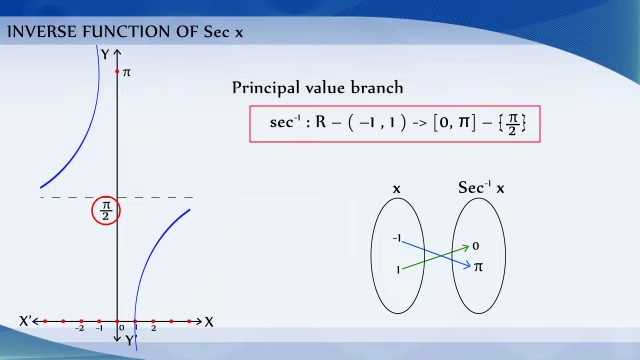 INVERSE FUNCTION OF Sec x
Y
π
Principal value branch
sec⁻¹ : R – ( –1 , 1 ) -> [0, π] – {π/2}
π/2
x Sec⁻¹ x
-1 0
1 π
X' -2 -1 0 1 2 X
Y'